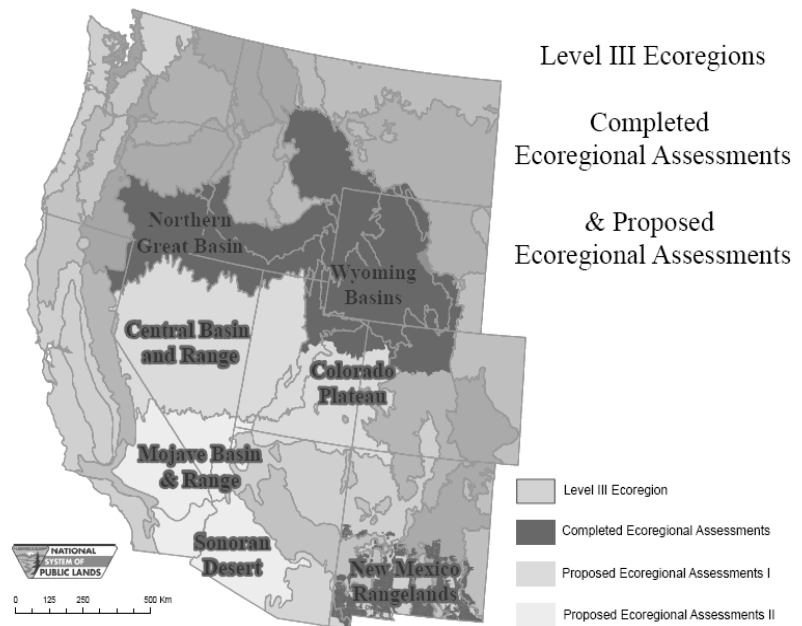 Level III Ecoregions
Completed
Ecoregional Assessments
& Proposed
Ecoregional Assessments
Northern
Great Basin
Wyoming
Basins
Central Basin
and Range
Colorado
Plateau
Mojave Basin
& Range
Sonoran
Desert
New Mexico
Rangelands
Level III Ecoregion
Completed Ecoregional Assessments
Proposed Ecoregional Assessments I
Proposed Ecoregional Assessments II
NATIONAL
SYSTEM OF
PUBLIC LANDS
0 125 250 500 Km